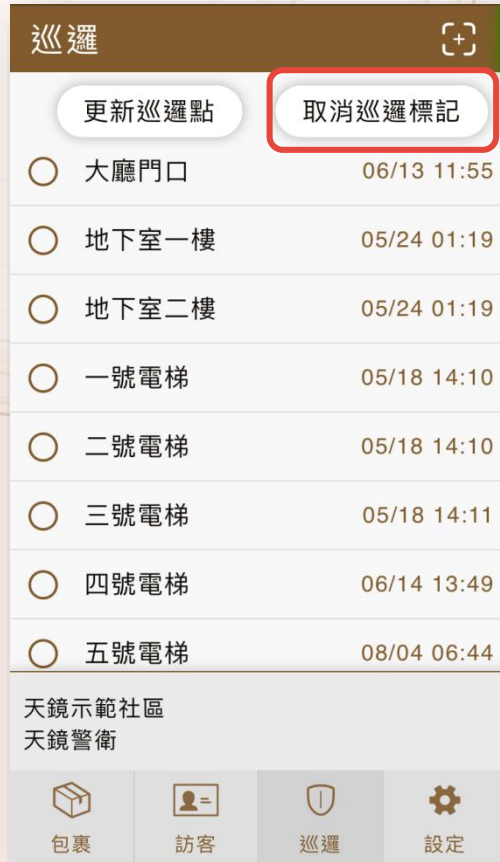 巡邏
更新巡邏點 取消巡邏標記
大廳門口 06/13 11:55
地下室一樓 05/24 01:19
地下室二樓 05/24 01:19
一號電梯 05/18 14:10
二號電梯 05/18 14:10
三號電梯 05/18 14:11
四號電梯 06/14 13:49
五號電梯 08/04 06:44
天鏡示範社區
天鏡警衛
包裹 訪客 巡邏 設定